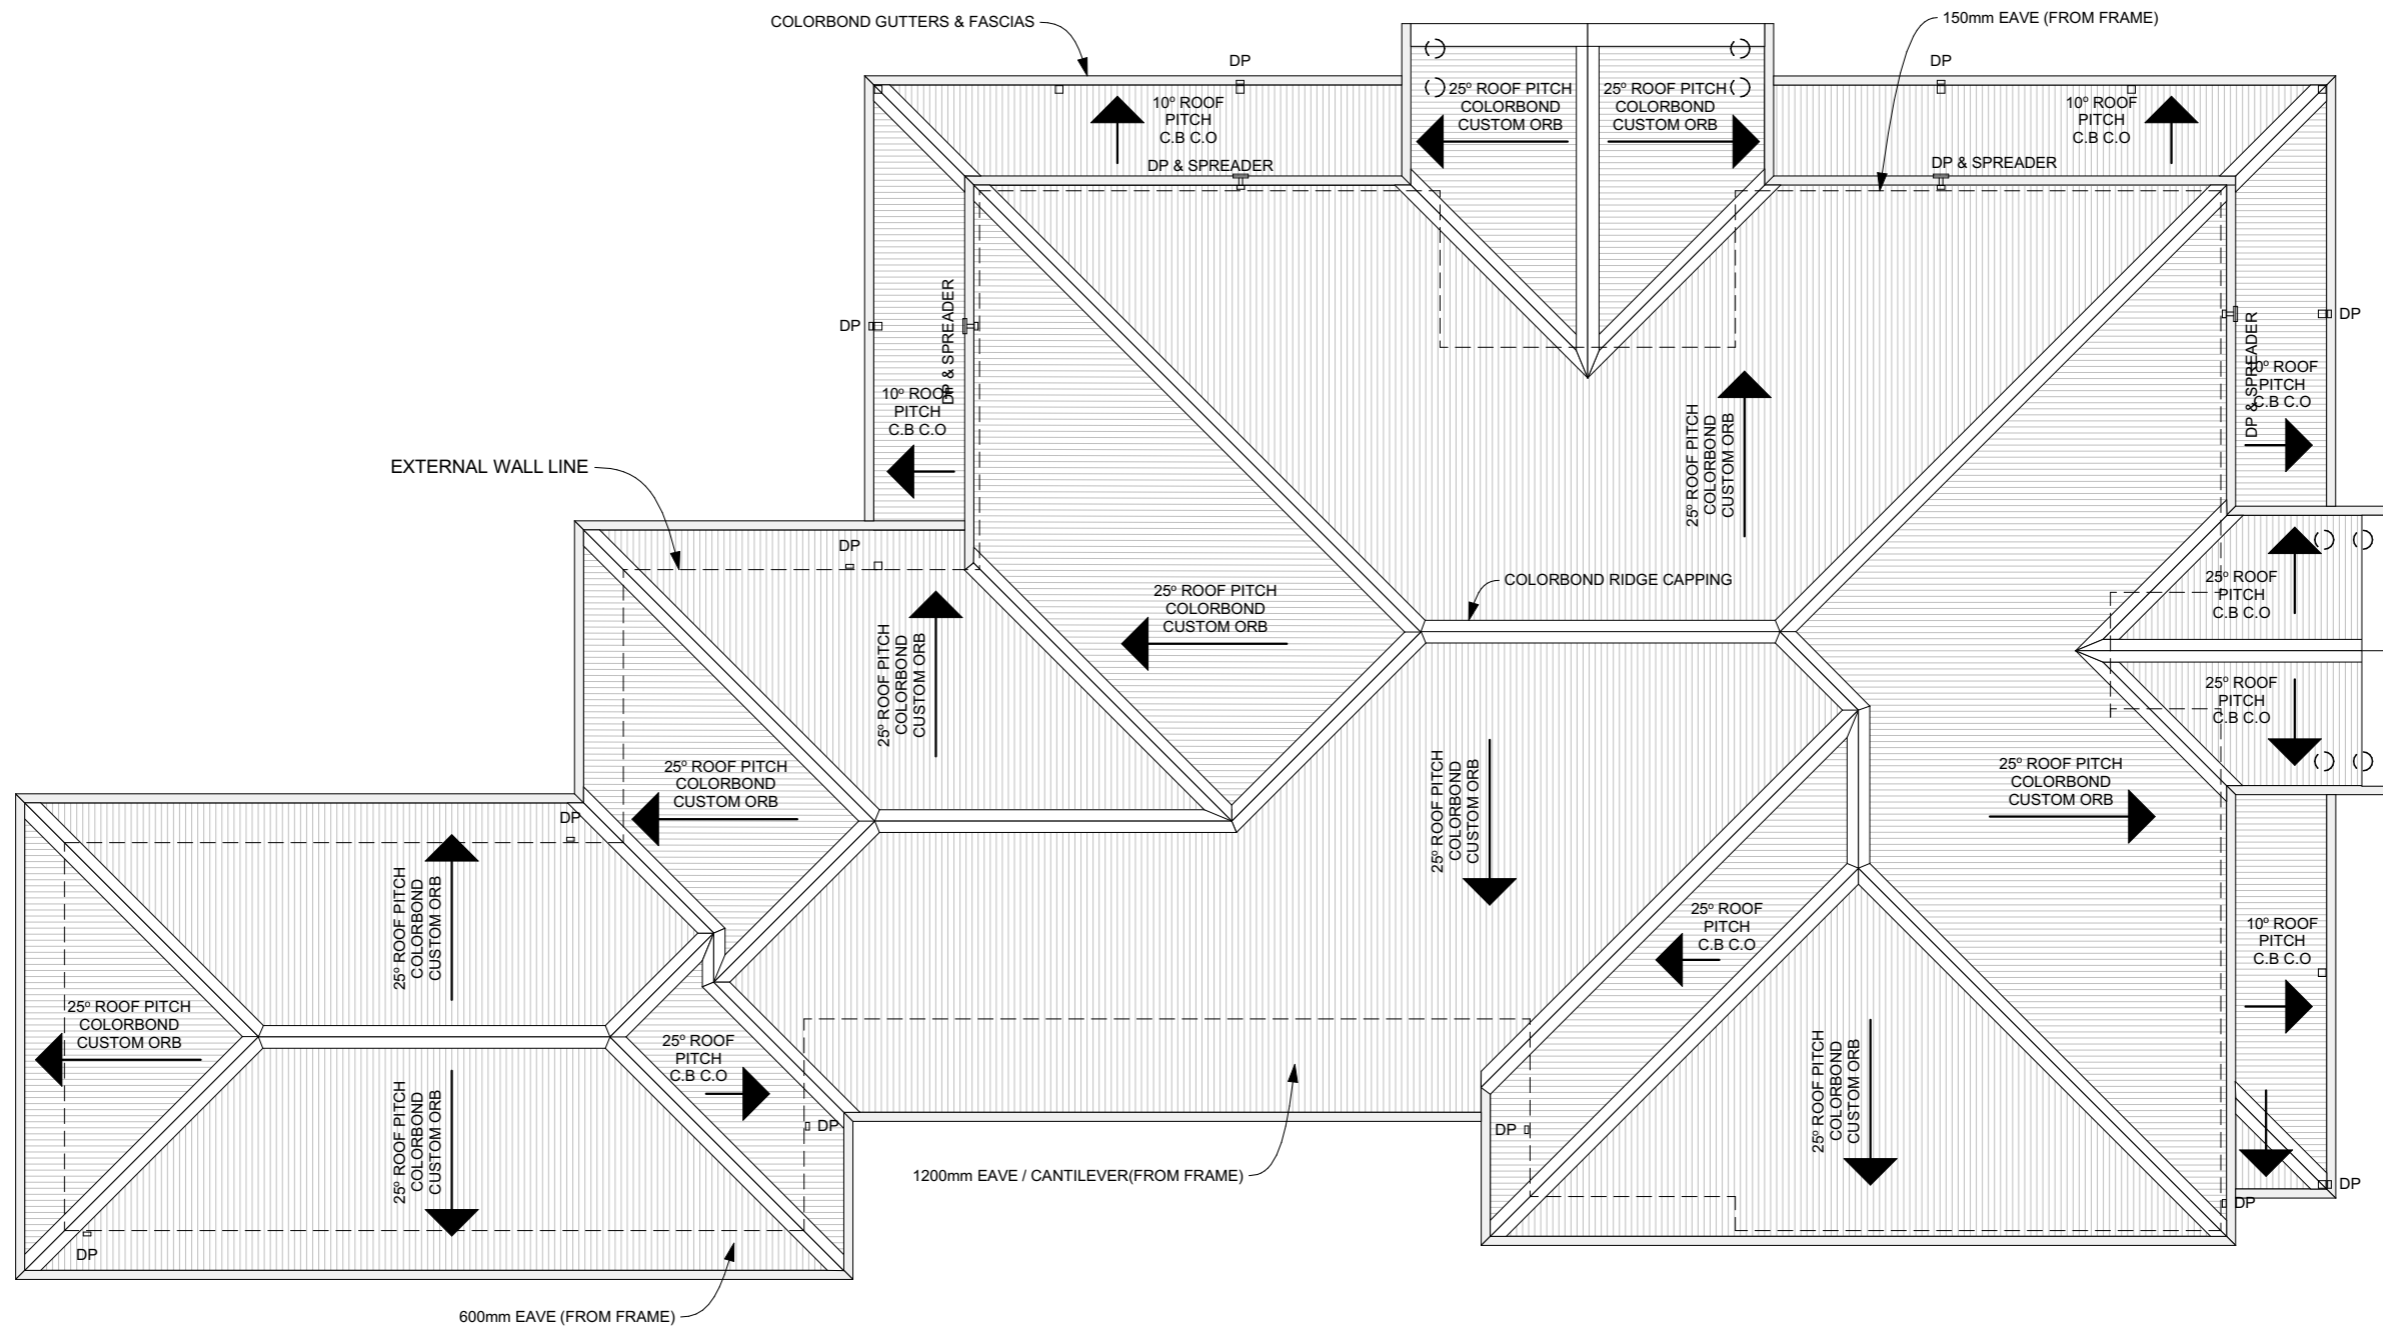 COLORBOND GUTTERS & FASCIAS
150mm EAVE (FROM FRAME)
DP
DP
25º ROOF PITCH
COLORBOND
CUSTOM ORB
25º ROOF PITCH
COLORBOND
CUSTOM ORB
10º ROOF
PITCH
C.B C.O
10º ROOF
PITCH
C.B C.O
DP & SPREADER
DP & SPREADER
DP
DP & SPREADER
10º ROOF
PITCH
C.B C.O
DP
DP & SPREADER
10º ROOF
PITCH
C.B C.O
EXTERNAL WALL LINE
25º ROOF PITCH
COLORBOND
CUSTOM ORB
DP
COLORBOND RIDGE CAPPING
25º ROOF PITCH
COLORBOND
CUSTOM ORB
25º ROOF
PITCH
C.B C.O
25º ROOF PITCH
COLORBOND
CUSTOM ORB
25º ROOF
PITCH
C.B C.O
25º ROOF PITCH
COLORBOND
CUSTOM ORB
25º ROOF PITCH
COLORBOND
CUSTOM ORB
25º ROOF PITCH
COLORBOND
CUSTOM ORB
DP
25º ROOF PITCH
COLORBOND
CUSTOM ORB
25º ROOF
PITCH
C.B C.O
10º ROOF
PITCH
C.B C.O
25º ROOF PITCH
COLORBOND
CUSTOM ORB
25º ROOF
PITCH
C.B C.O
25º ROOF PITCH
COLORBOND
CUSTOM ORB
25º ROOF PITCH
COLORBOND
CUSTOM ORB
DP
DP
1200mm EAVE / CANTILEVER(FROM FRAME)
DP
DP
DP
600mm EAVE (FROM FRAME)